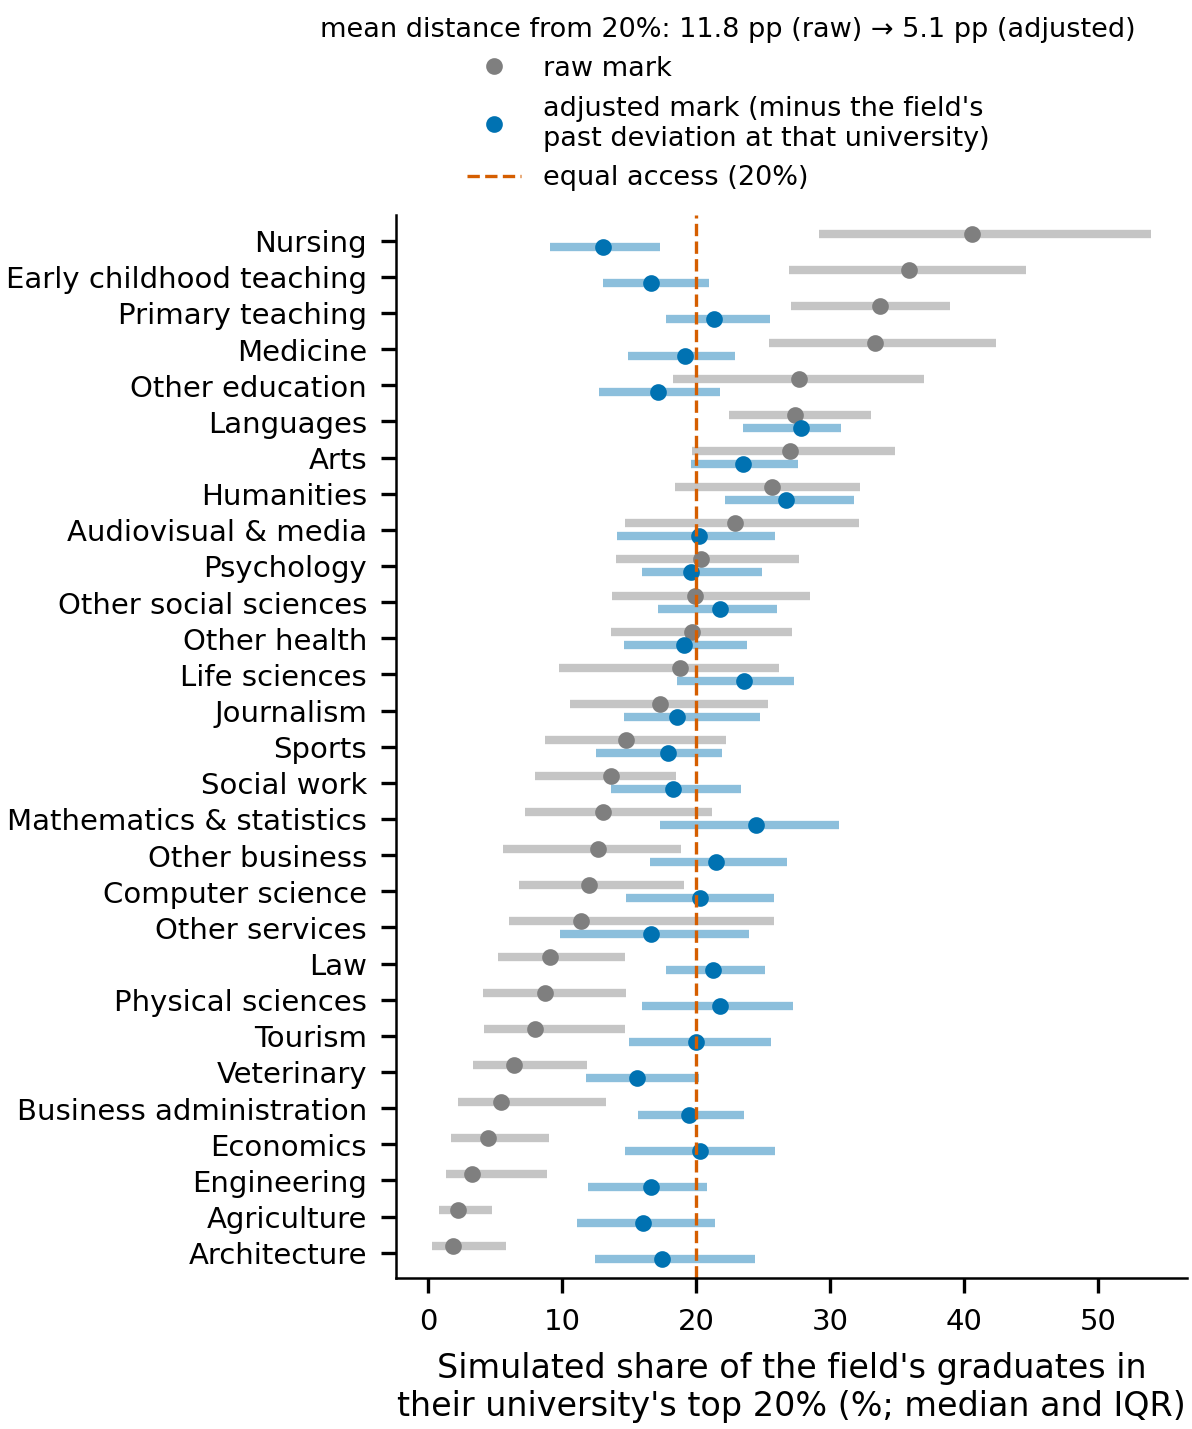 mean distance from 20%: 11.8 pp (raw) → 5.1 pp (adjusted)
raw mark
adjusted mark (minus the field's
past deviation at that university)
equal access (20%)
Nursing
Early childhood teaching
Primary teaching
Medicine
Other education
Languages
Arts
Humanities
Audiovisual & media
Psychology
Other social sciences
Other health
Life sciences
Journalism
Sports
Social work
Mathematics & statistics
Other business
Computer science
Other services
Law
Physical sciences
Tourism
Veterinary
Business administration
Economics
Engineering
Agriculture
Architecture
0 10 20 30 40 50
Simulated share of the field's graduates in
their university's top 20% (%; median and IQR)